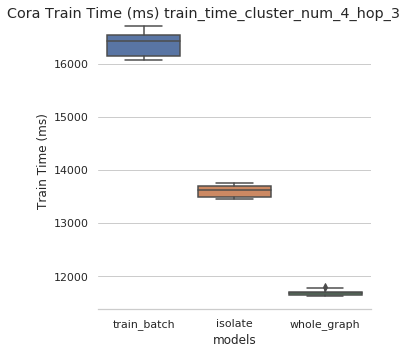 Cora Train Time (ms) train_time_cluster_num_4_hop_3
16000
15000
14000
13000
12000
Train Time (ms)
train_batch isolate whole_graph
models